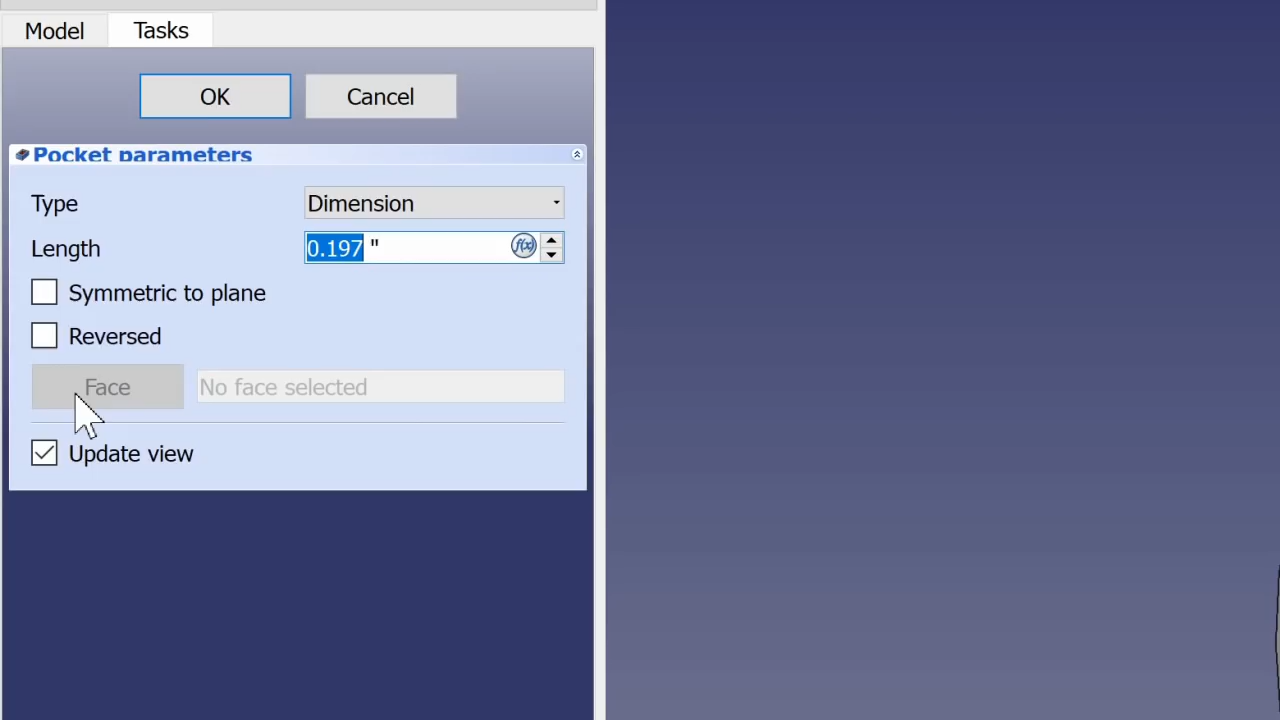 Model Tasks
OK Cancel
Pocket parameters
Type Dimension
Length 0.197 " f(x)
Symmetric to plane
Reversed
Face No face selected
Update view